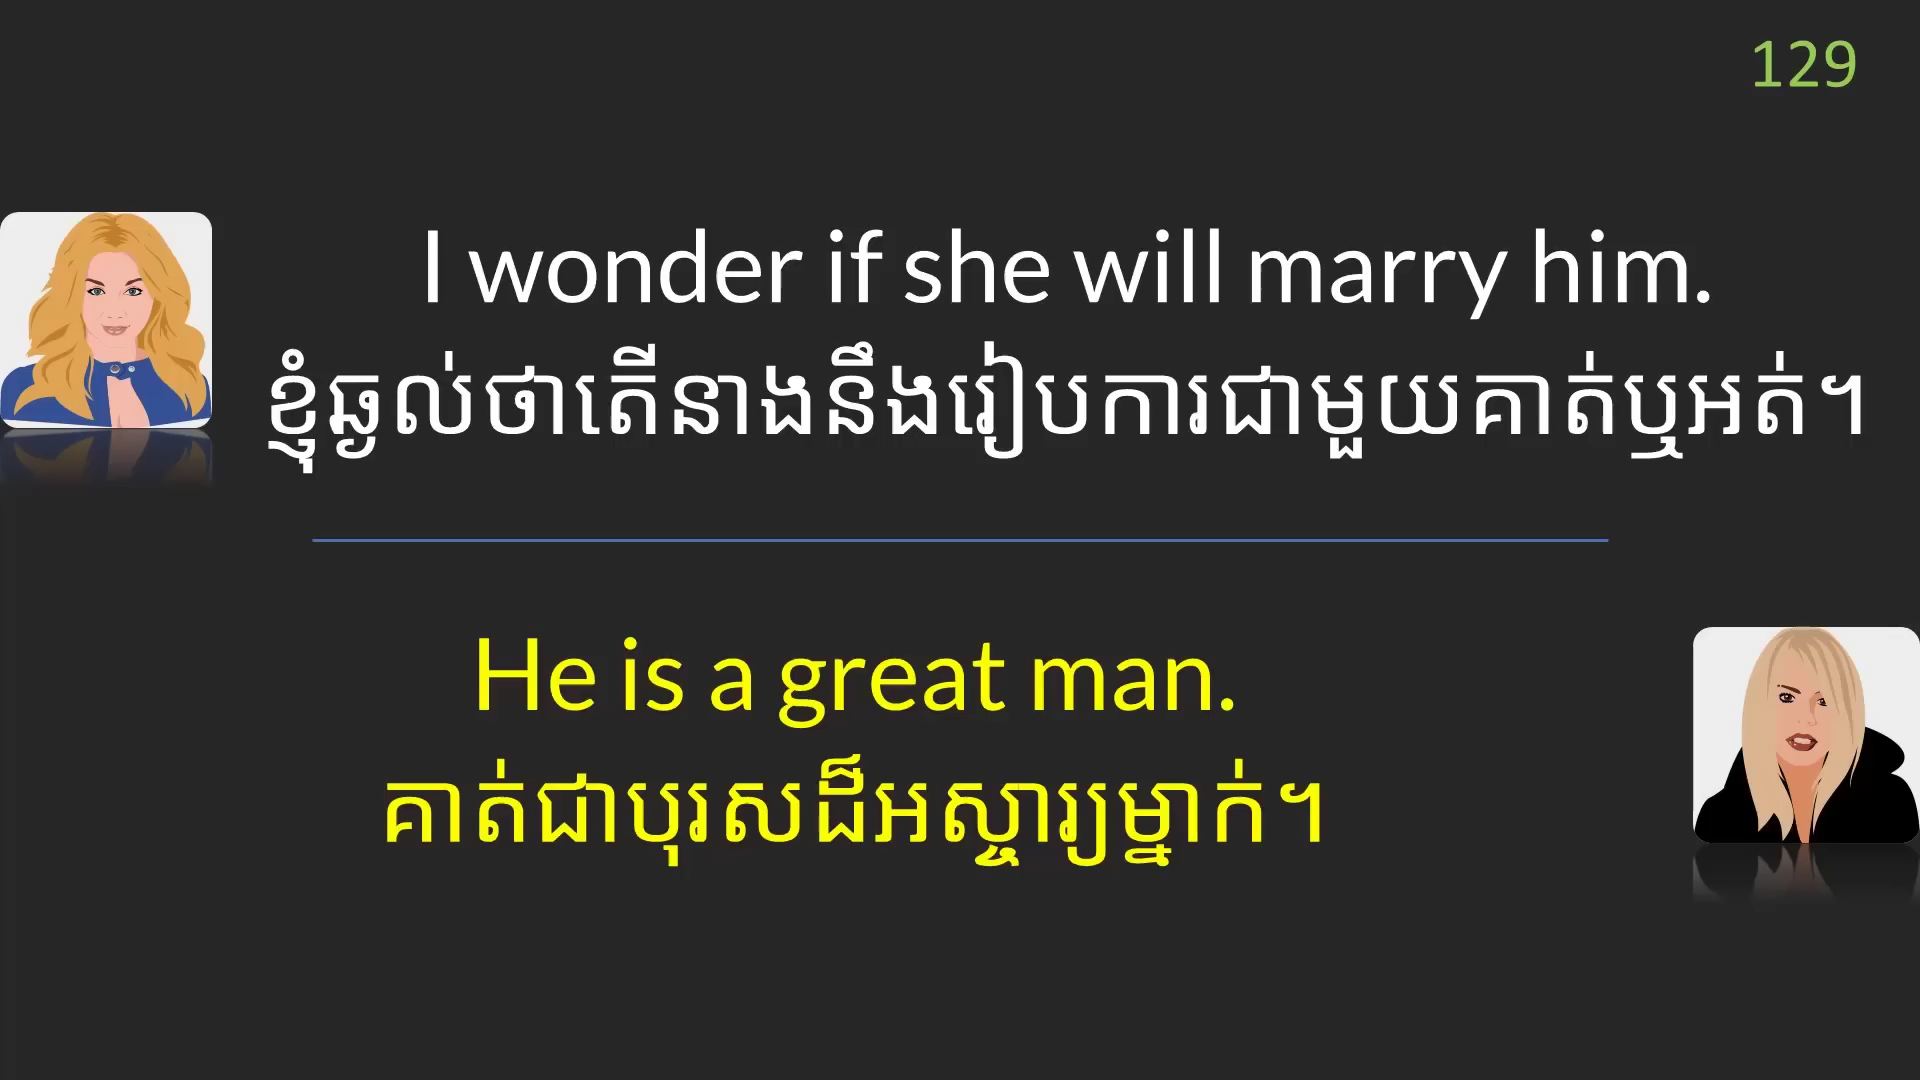 129
I wonder if she will marry him.
ខ្ញុំឆ្ងល់ថាតើនាងនឹងរៀបការជាមួយគាត់ឬអត់។
He is a great man.
គាត់ជាបុរសដ៏អស្ចារ្យម្នាក់។